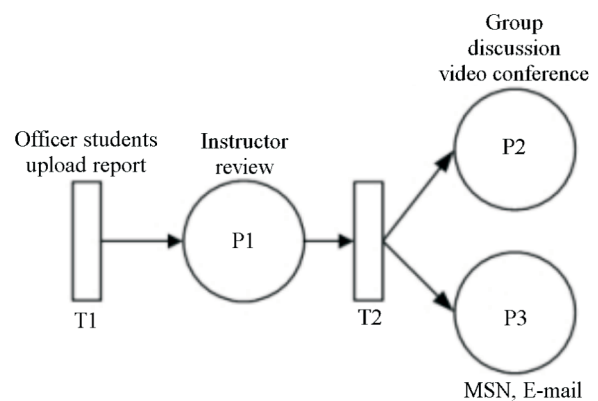 Group
discussion
video conference
P2
Officer students
upload report
Instructor
review
P1
T1
T2
P3
MSN, E-mail